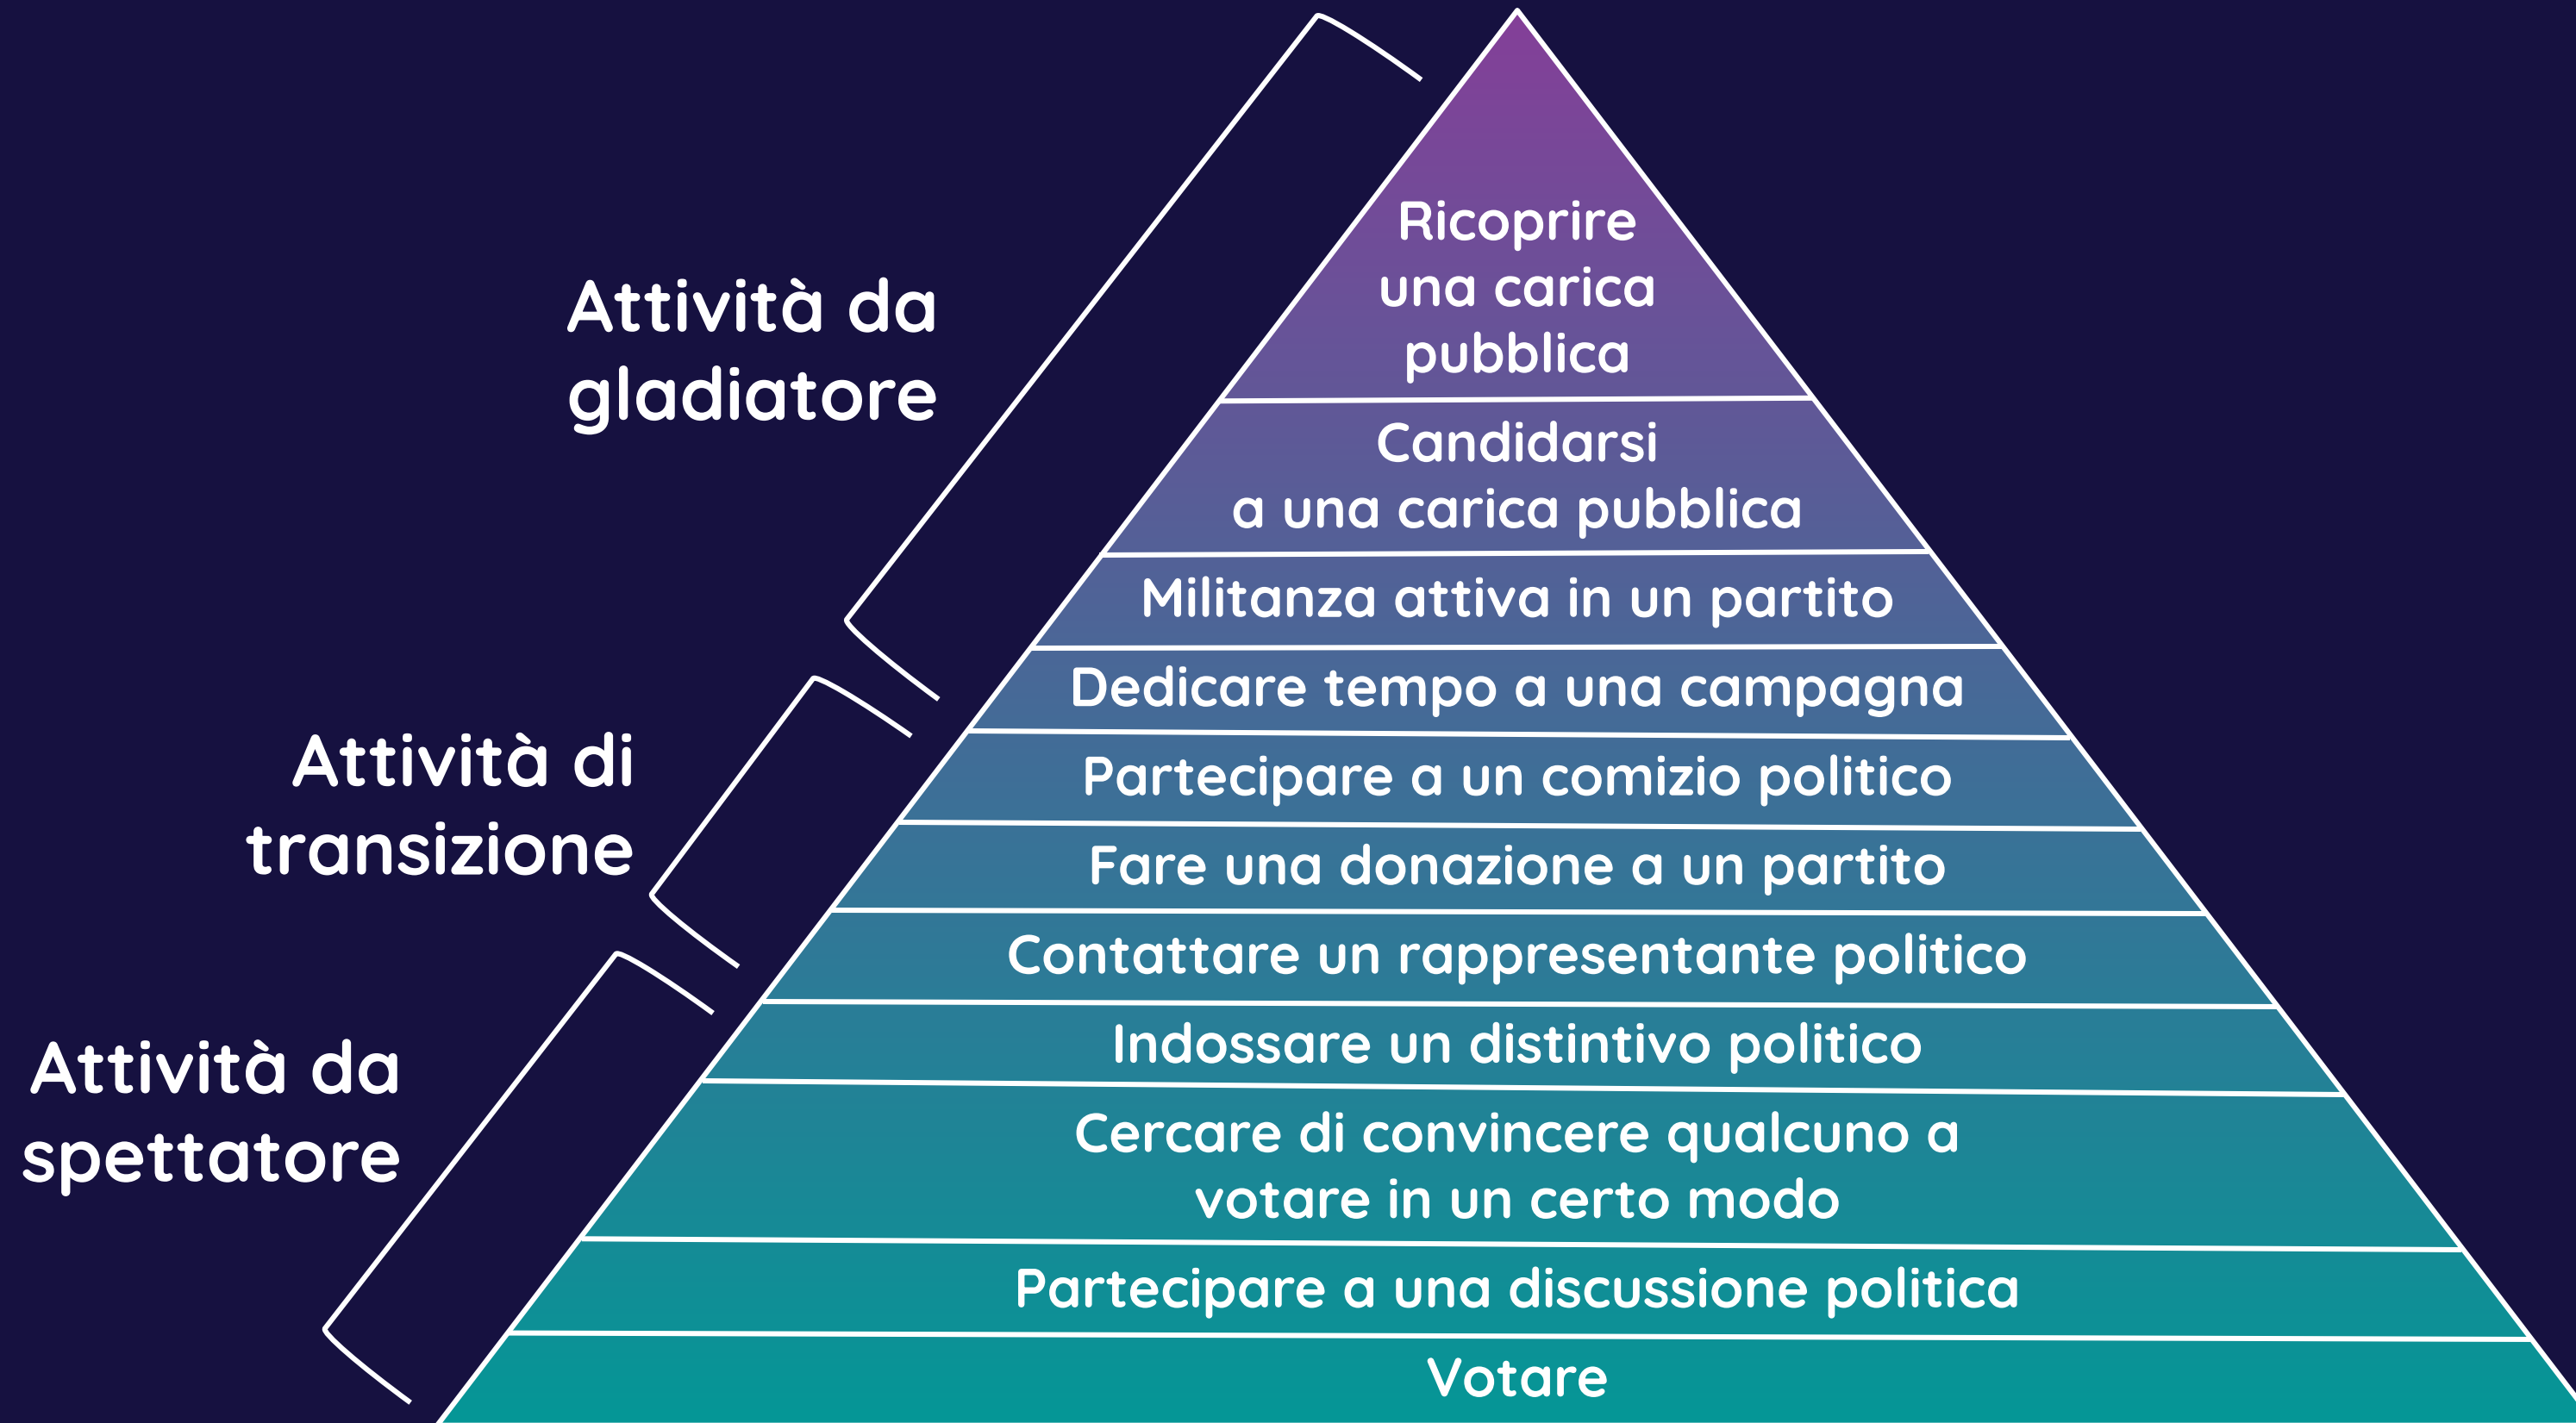 Attività da
gladiatore
Attività di
transizione
Attività da
spettatore
Ricoprire
una carica
pubblica
Candidarsi
a una carica pubblica
Militanza attiva in un partito
Dedicare tempo a una campagna
Partecipare a un comizio politico
Fare una donazione a un partito
Contattare un rappresentante politico
Indossare un distintivo politico
Cercare di convincere qualcuno a
votare in un certo modo
Partecipare a una discussione politica
Votare